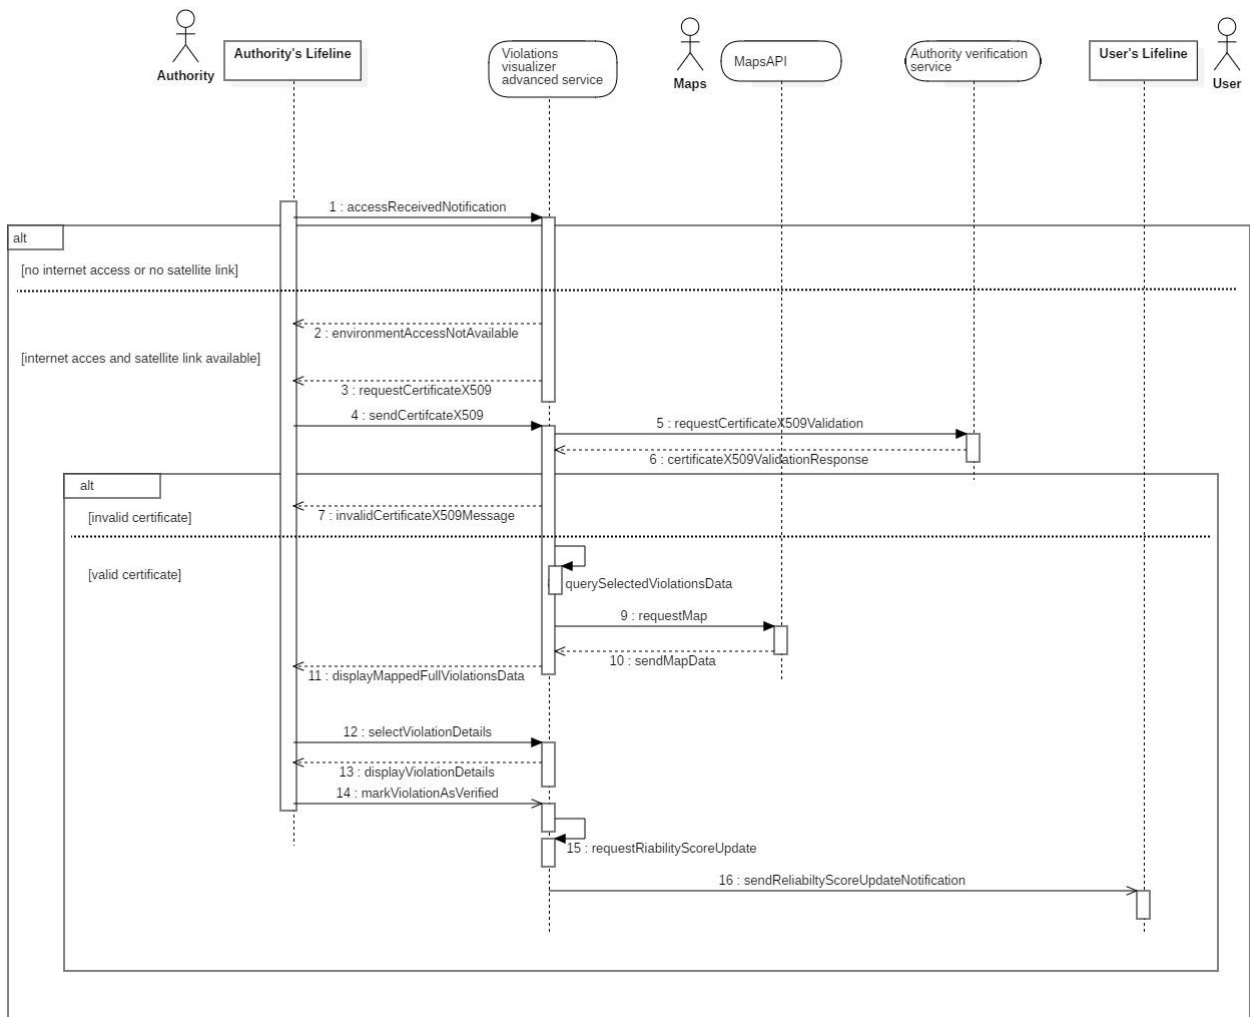 Authority
Authority's Lifeline
Violations
visualizer
advanced service
Maps
MapsAPI
Authority verification
service
User's Lifeline
User
1 : accessReceivedNotification
alt
[no internet access or no satellite link]
2 : environmentAccessNotAvailable
[internet acces and satellite link available]
3 : requestCertificateX509
4 : sendCertifcateX509
5 : requestCertificateX509Validation
6 : certificateX509ValidationResponse
alt
7 : invalidCertificateX509Message
[invalid certificate]
[valid certificate]
querySelectedViolationsData
9 : requestMap
10 : sendMapData
11 : displayMappedFullViolationsData
12 : selectViolationDetails
13 : displayViolationDetails
14 : markViolationAsVerified
15 : requestRiabilityScoreUpdate
16 : sendReliabiltyScoreUpdateNotification